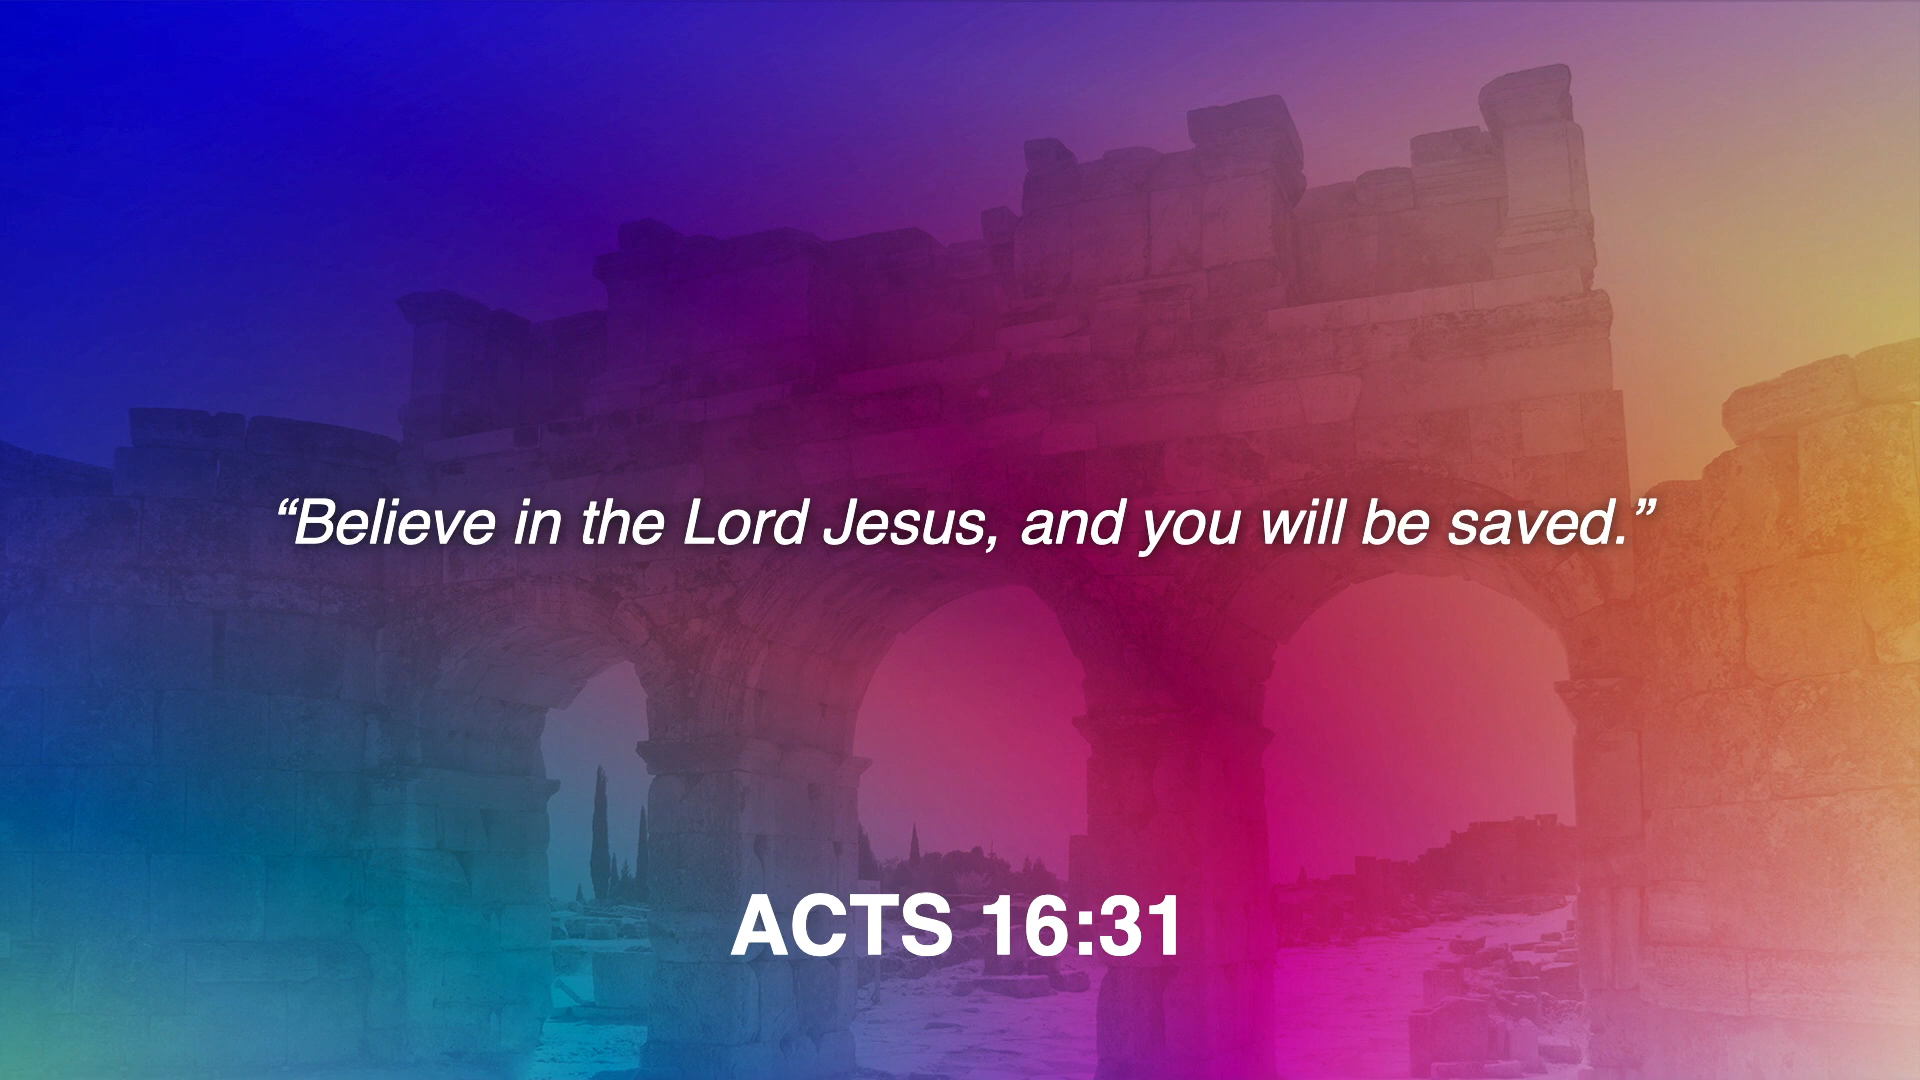 “Believe in the Lord Jesus, and you will be saved.”
ACTS 16:31